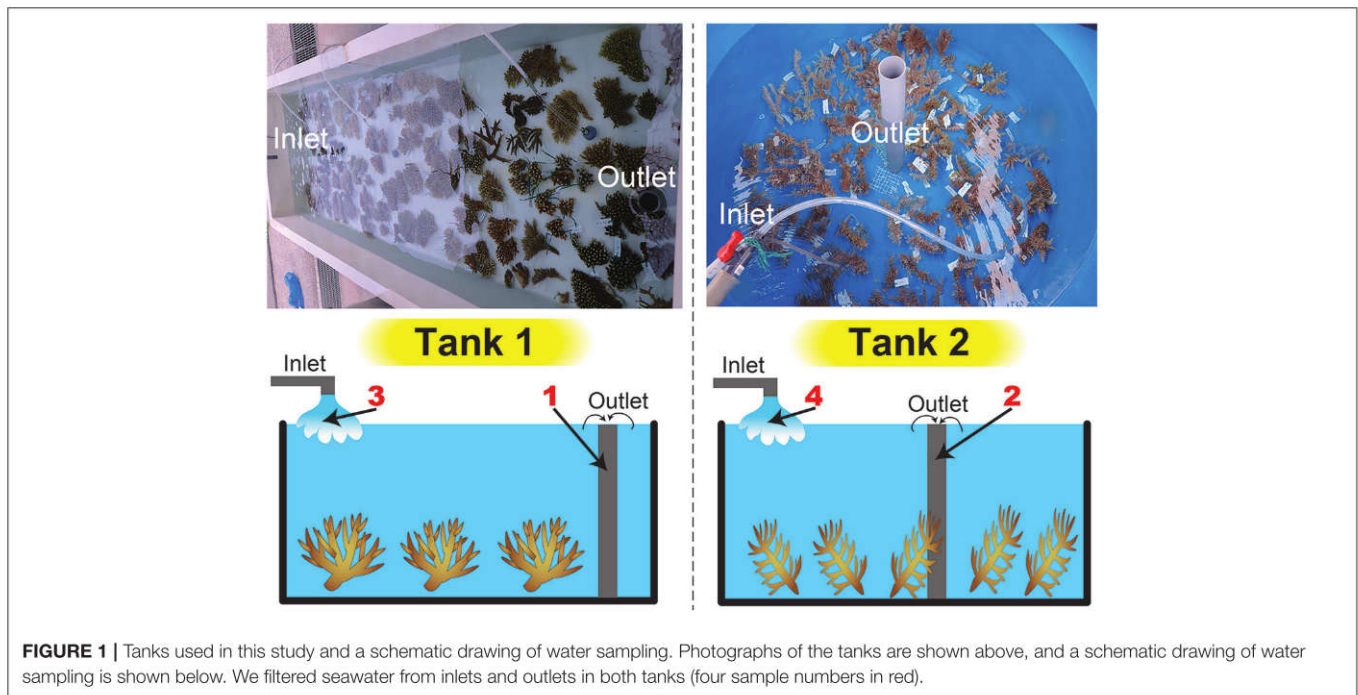 Inlet
Outlet
Outlet
Inlet
Tank 1
Tank 2
Inlet
3
1
Outlet
Inlet
4
Outlet
2
FIGURE 1 | Tanks used in this study and a schematic drawing of water sampling. Photographs of the tanks are shown above, and a schematic drawing of water
sampling is shown below. We filtered seawater from inlets and outlets in both tanks (four sample numbers in red).